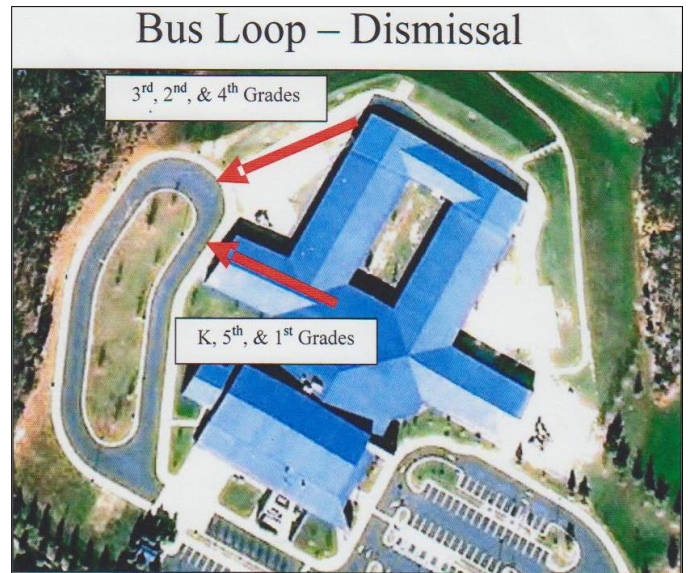 Bus Loop – Dismissal
3rd, 2nd, & 4th Grades
K, 5th, & 1st Grades